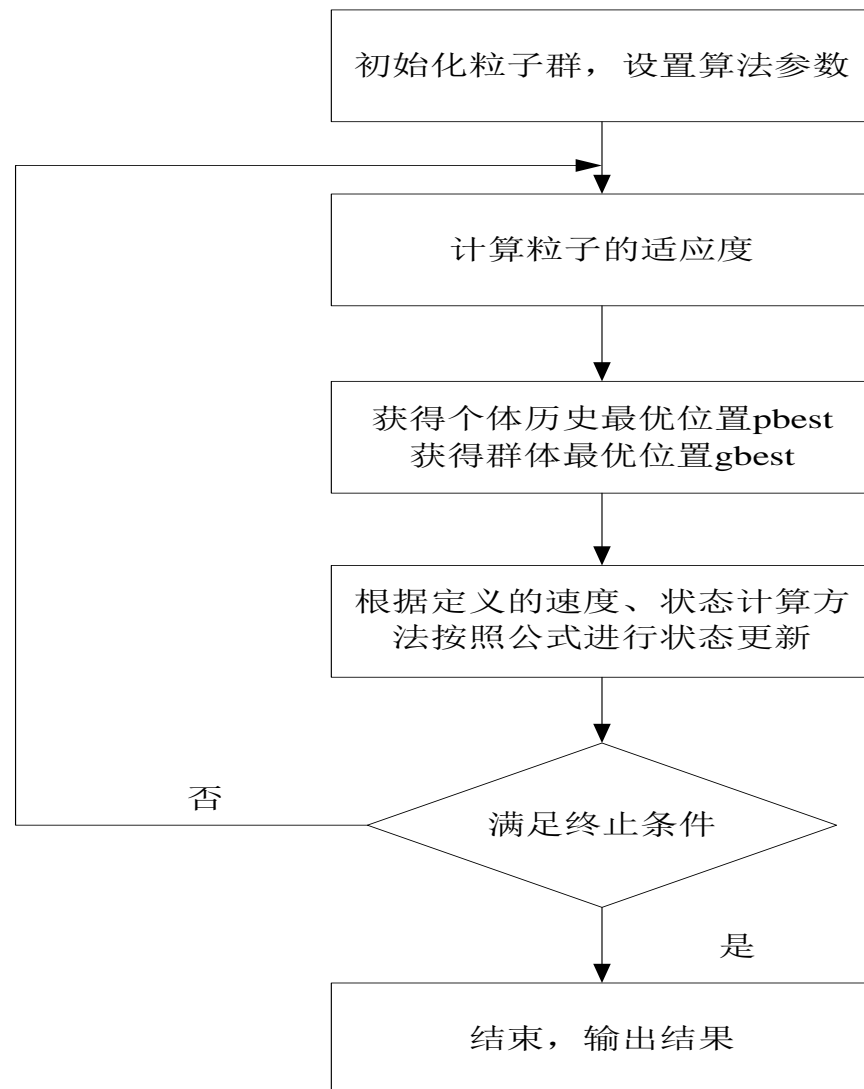 初始化粒子群，设置算法参数
计算粒子的适应度
获得个体历史最优位置pbest
获得群体最优位置gbest
根据定义的速度、状态计算方
法按照公式进行状态更新
满足终止条件
否
是
结束，输出结果